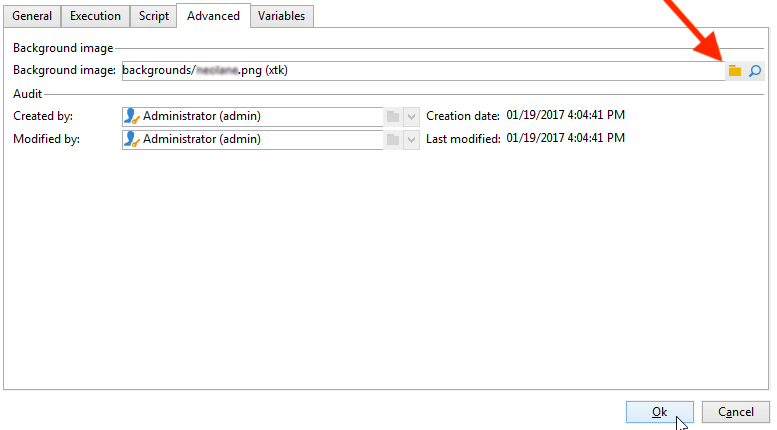 General Execution Script Advanced Variables
Background image
Background image: backgrounds/ .png (xtk)
Audit
Created by: Administrator (admin) Creation date: 01/19/2017 4:04:41 PM
Modified by: Administrator (admin) Last modified: 01/19/2017 4:04:41 PM
Ok Cancel